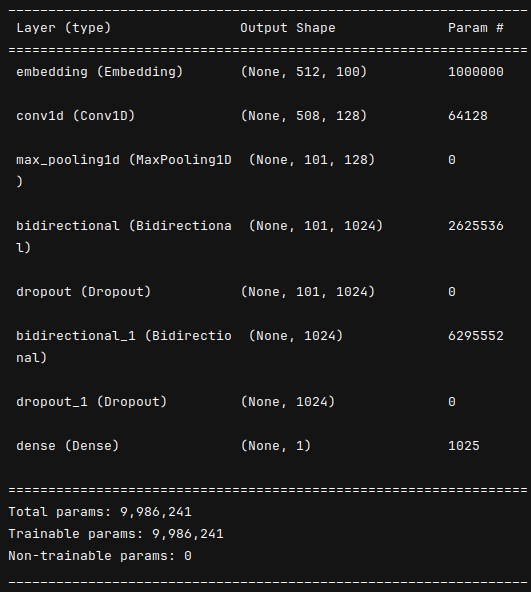 Layer (type) Output Shape Param #
=================================================================
embedding (Embedding) (None, 512, 100) 1000000
conv1d (Conv1D) (None, 508, 128) 64128
max_pooling1d (MaxPooling1D (None, 101, 128) 0
)
bidirectional (Bidirectiona (None, 101, 1024) 2625536
l)
dropout (Dropout) (None, 101, 1024) 0
bidirectional_1 (Bidirectio (None, 1024) 6295552
nal)
dropout_1 (Dropout) (None, 1024) 0
dense (Dense) (None, 1) 1025
=================================================================
Total params: 9,986,241
Trainable params: 9,986,241
Non-trainable params: 0